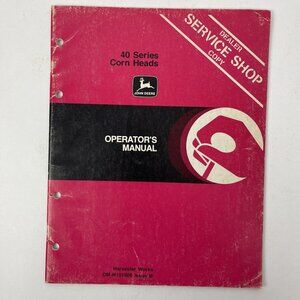 40 Series
Corn Heads
DEALER
SERVICE SHOP
COPY
JOHN DEERE
OPERATOR'S
MANUAL
Harvester Works